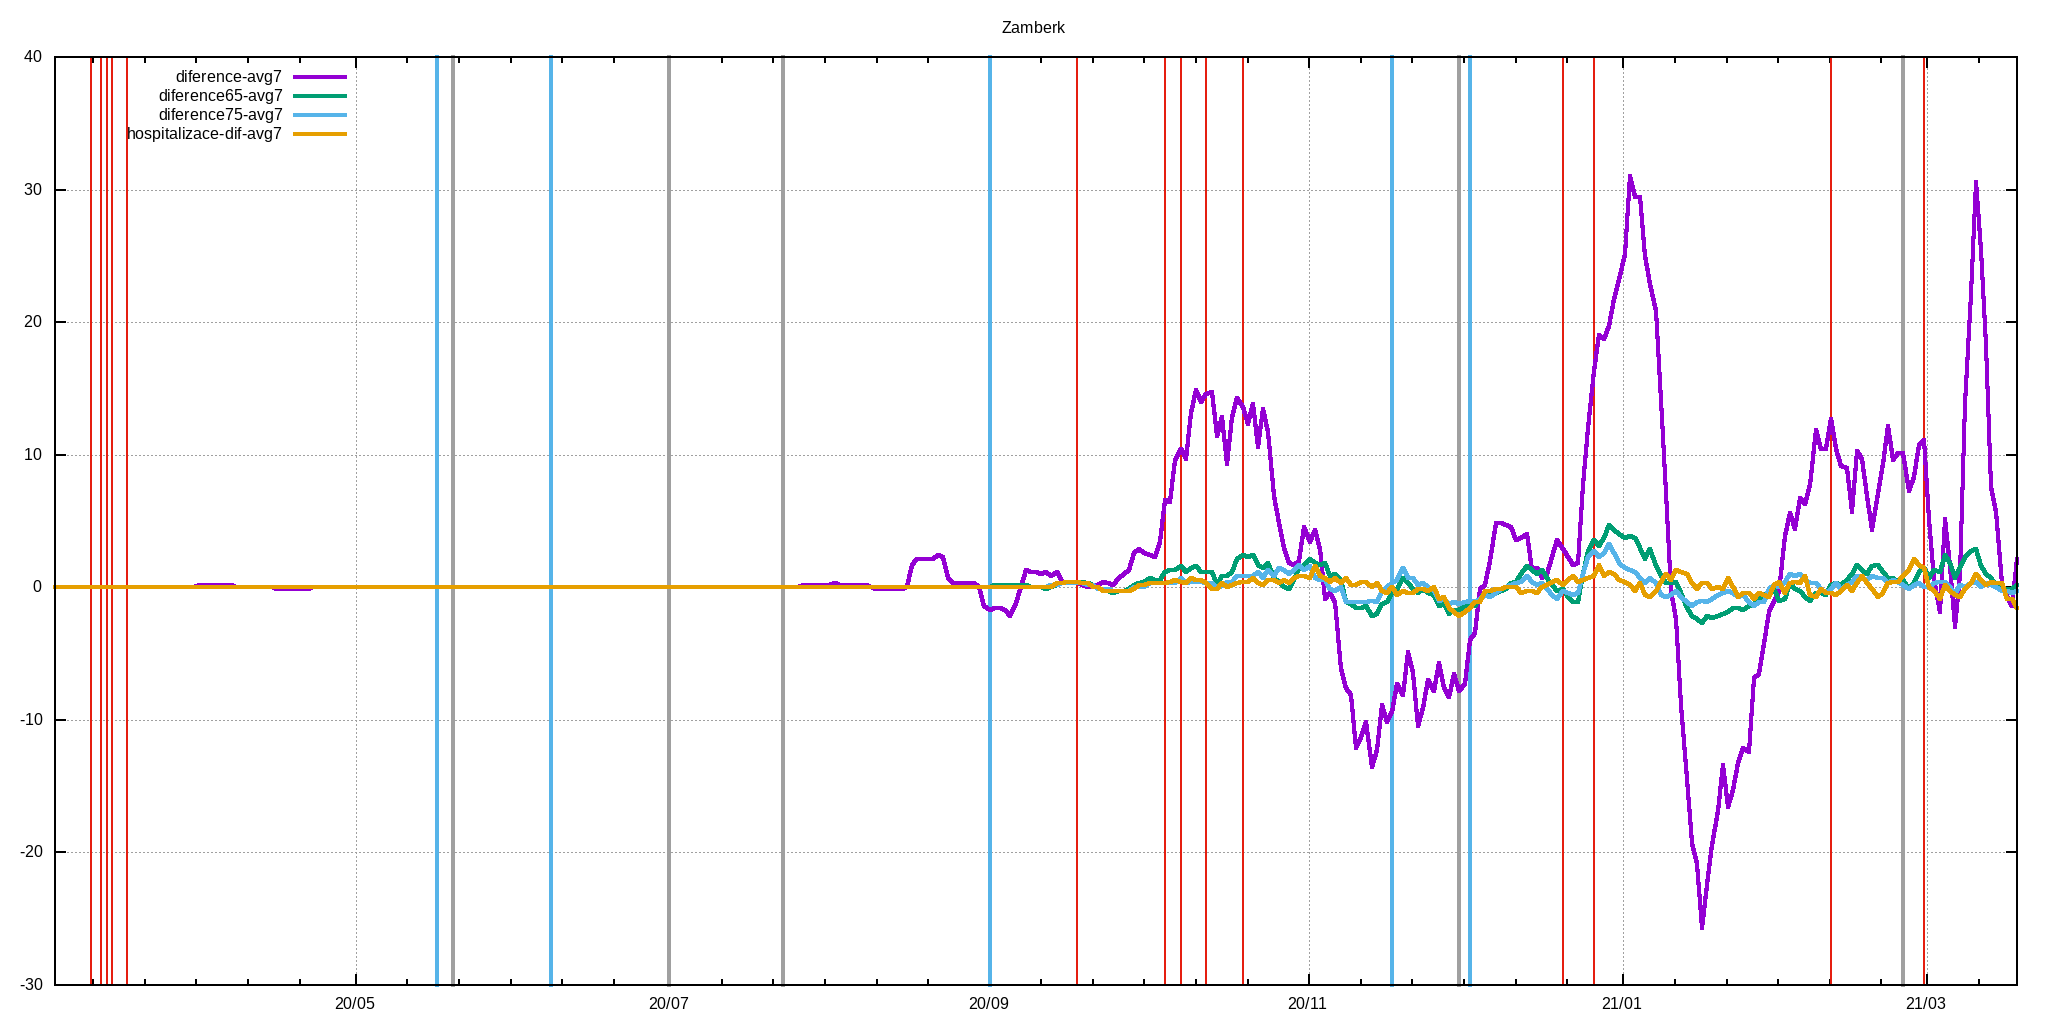 Zamberk
diference-avg7
diference65-avg7
diference75-avg7
hospitalizace-dif-avg7
40
30
20
10
0
-10
-20
-30
20/05
20/07
20/09
20/11
21/01
21/03